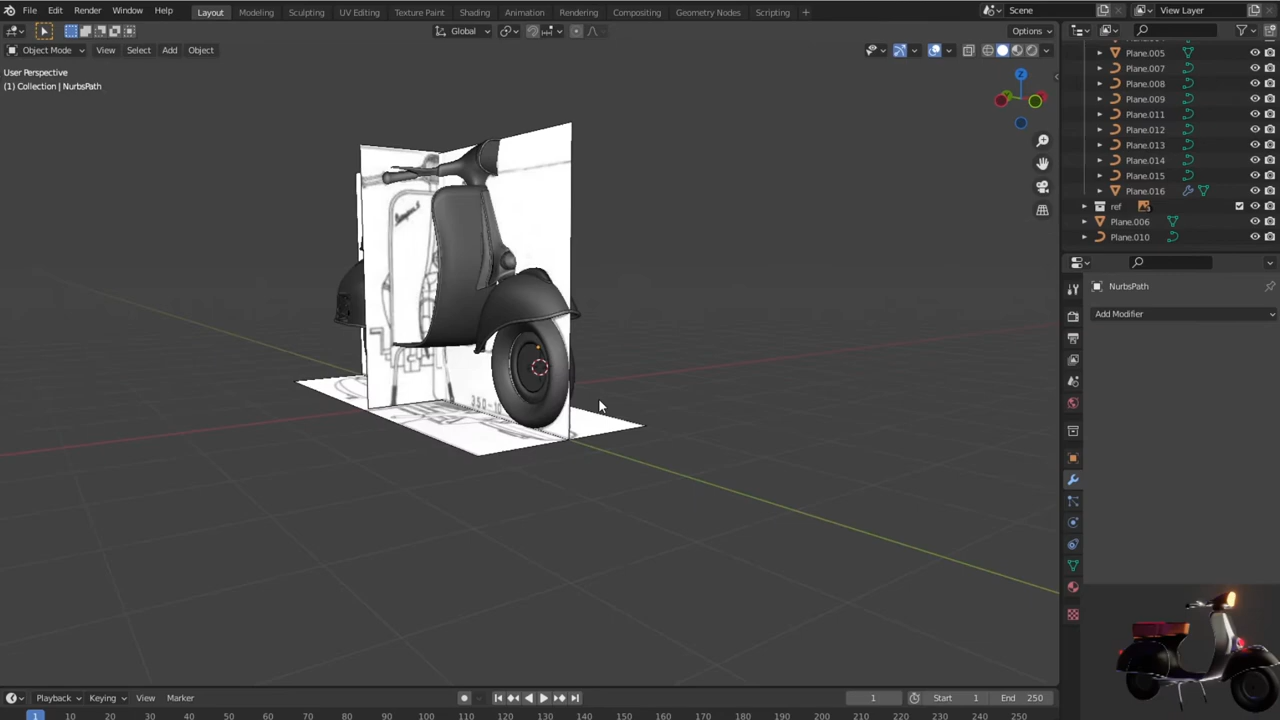 File Edit Render Window Help Layout Modeling Sculpting UV Editing Texture Paint Shading Animation Rendering Compositing Geometry Nodes Scripting + Scene View Layer
Global Options
Object Mode View Select Add Object
User Perspective
(1) Collection | NurbsPath
Z
Plane.005
Plane.007
Plane.008
Plane.009
Plane.011
Plane.012
Plane.013
Plane.014
Plane.015
Plane.016
ref
Plane.006
Plane.010
NurbsPath
Add Modifier
350-10
Playback Keying View Marker 1 Start 1 End 250
1 10 20 30 40 50 60 70 80 90 100 110 120 130 140 150 160 170 180 190 200 210 220 230 240 250